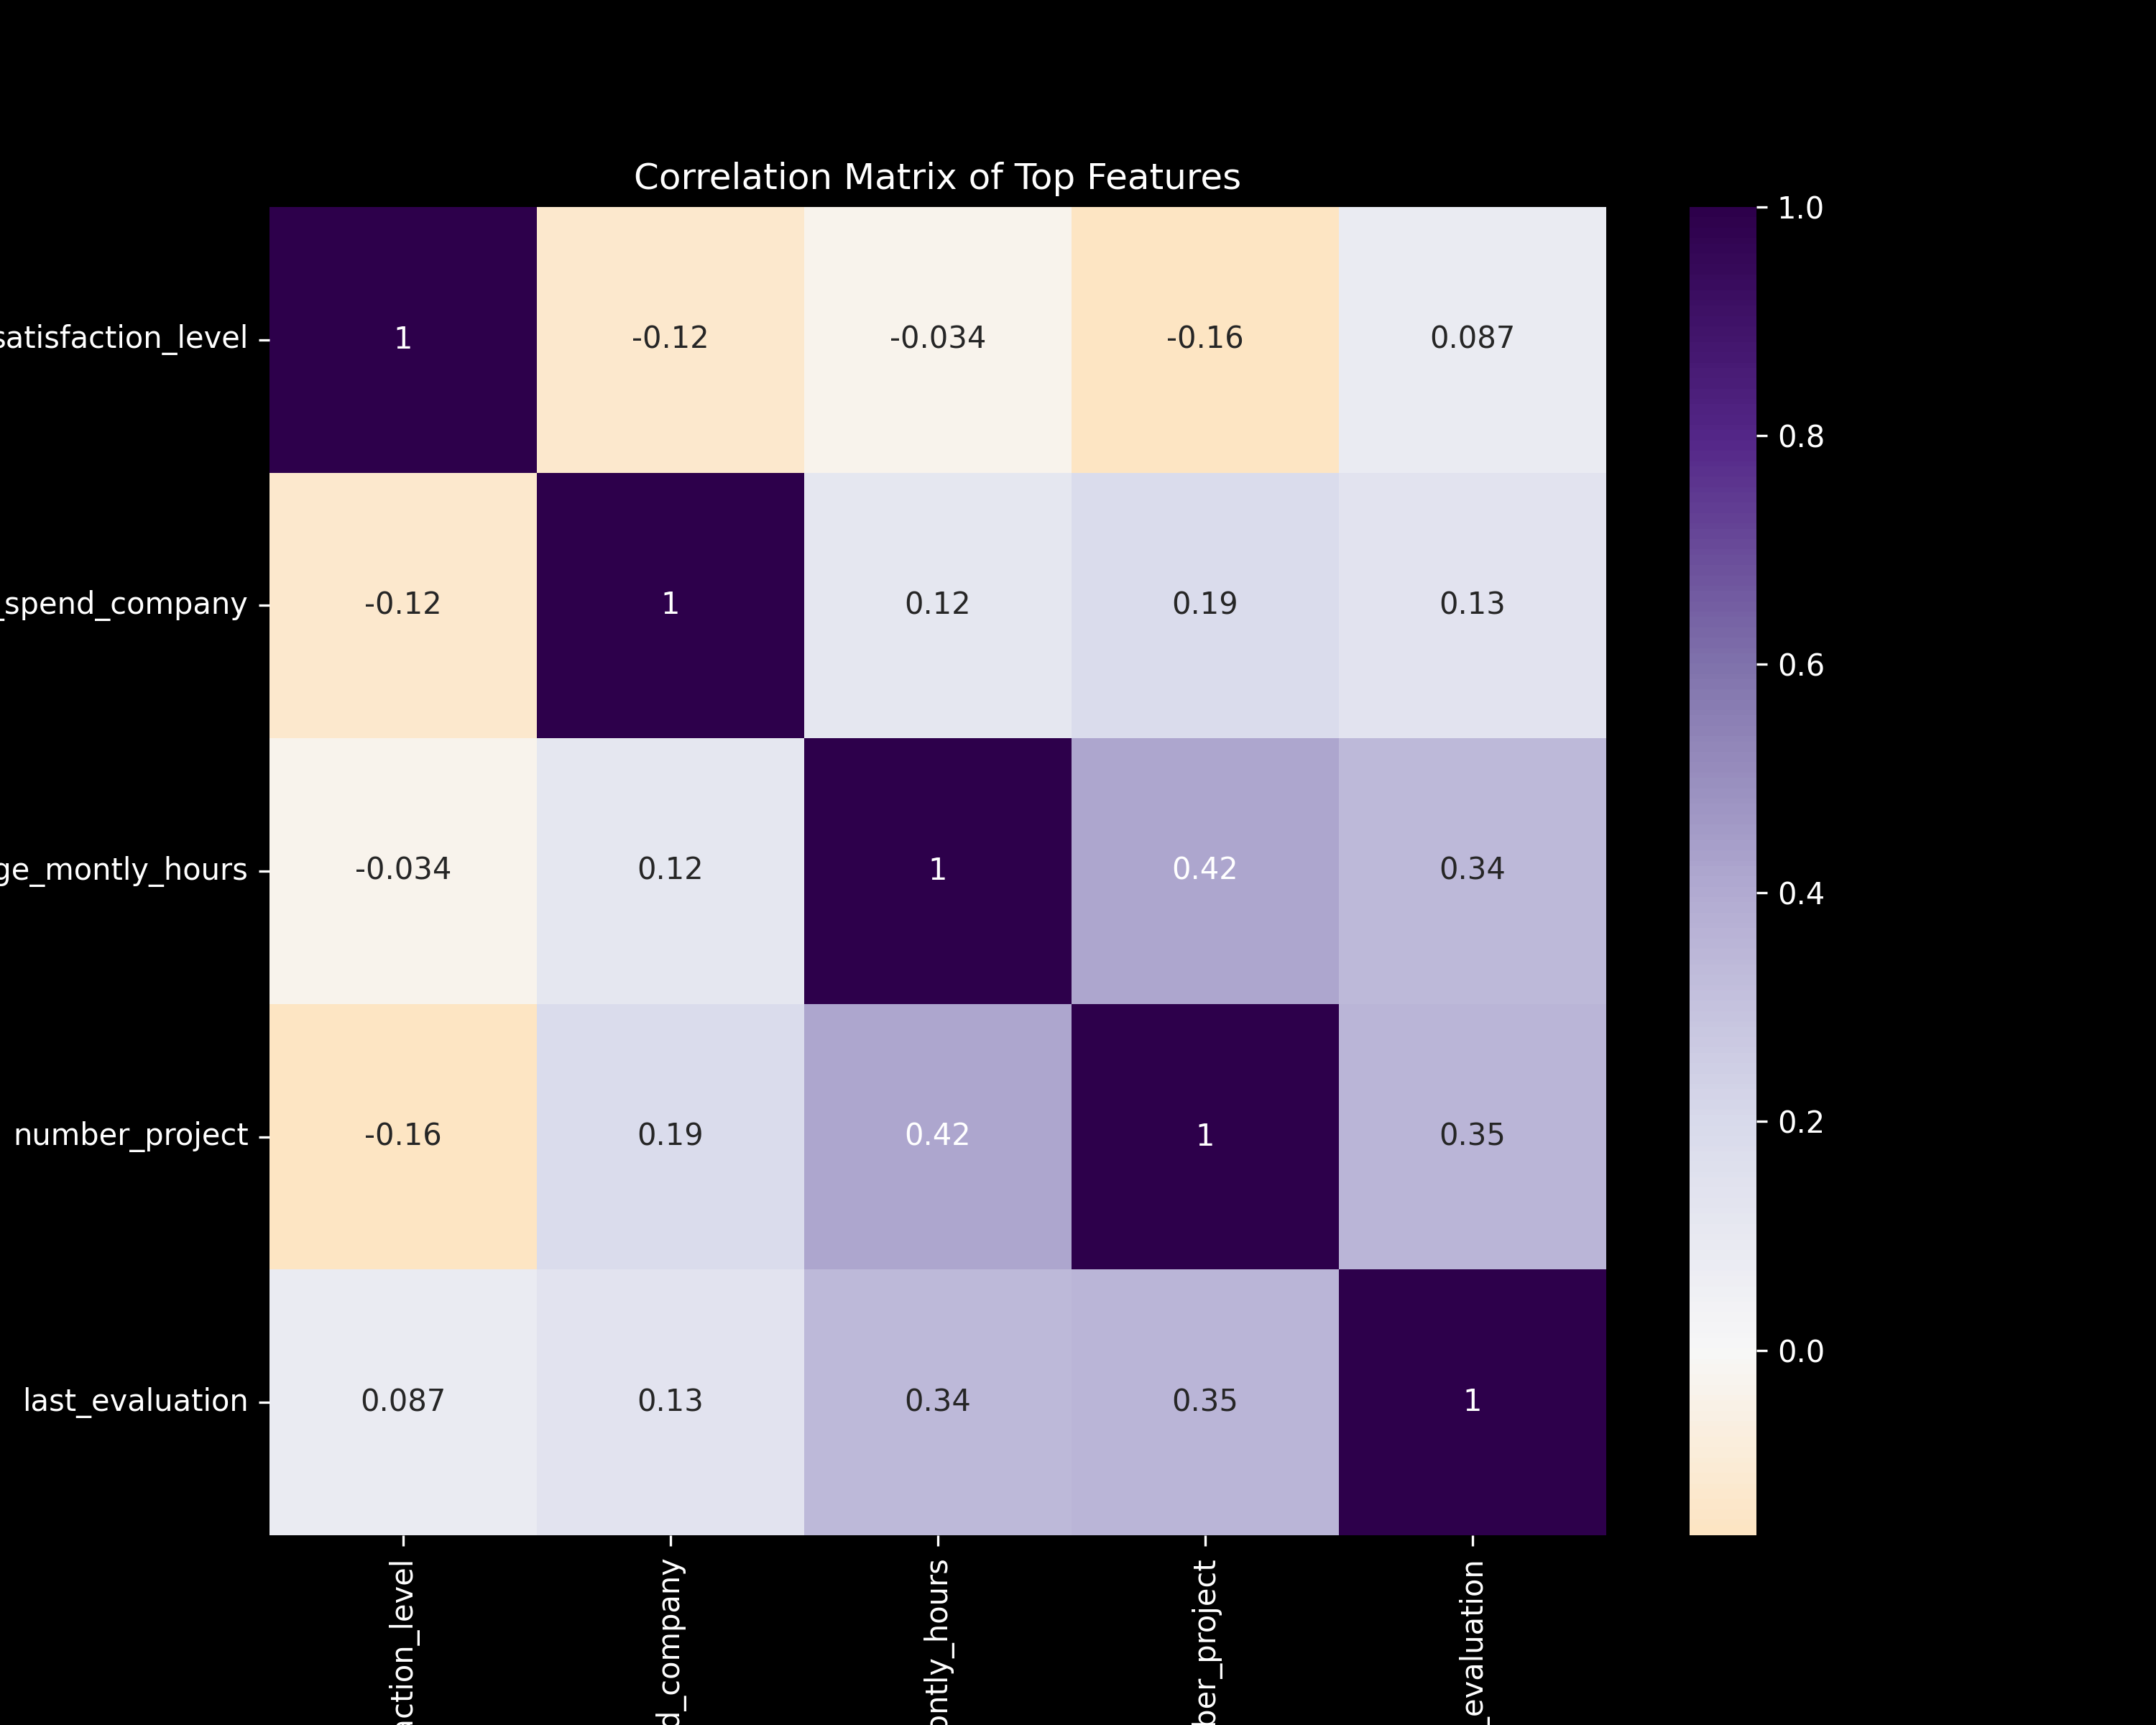 Correlation Matrix of Top Features
satisfaction_level 1 -0.12 -0.034 -0.16 0.087
_spend_company -0.12 1 0.12 0.19 0.13
ge_montly_hours -0.034 0.12 1 0.42 0.34
number_project -0.16 0.19 0.42 1 0.35
last_evaluation 0.087 0.13 0.34 0.35 1
action_level
d_company
ontly_hours
ber_project
_evaluation
1.0
0.8
0.6
0.4
0.2
0.0